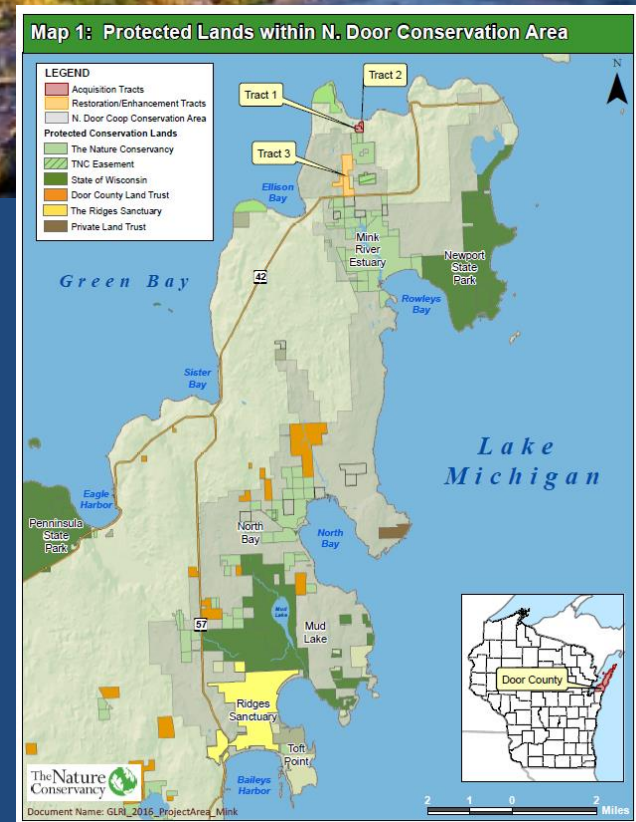 Map 1: Protected Lands within N. Door Conservation Area
LEGEND
Acquisition Tracts
Restoration/Enhancement Tracts
N. Door Coop Conservation Area
Protected Conservation Lands
The Nature Conservancy
TNC Easement
State of Wisconsin
Door County Land Trust
The Ridges Sanctuary
Private Land Trust
N
Tract 2
Tract 1
Tract 3
Ellison
Bay
Mink
River
Estuary
Newport
State
Park
Green Bay
42
Rowleys
Bay
Sister
Bay
Lake
Michigan
Eagle
Harbor
Penninsula
State
Park
North
Bay
North
Bay
Mud
Lake
Mud
Lake
57
Door County
Ridges
Sanctuary
Toft
Point
Baileys
Harbor
The Nature
Conservancy
Document Name: GLRI_2016_ProjectArea_Mink
2 1 0 2
Miles